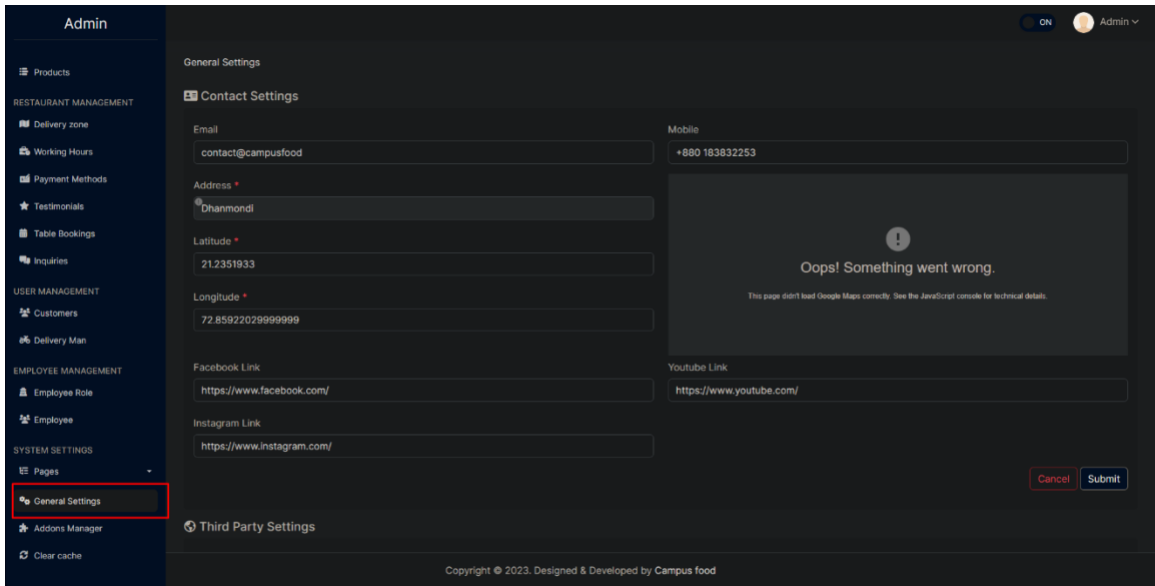 Admin
ON
Admin
Products
RESTAURANT MANAGEMENT
Delivery zone
Working Hours
Payment Methods
Testimonials
Table Bookings
Inquiries
USER MANAGEMENT
Customers
Delivery Man
EMPLOYEE MANAGEMENT
Employee Role
Employee
SYSTEM SETTINGS
Pages
General Settings
Addons Manager
Clear cache
General Settings
Contact Settings
Email
contact@campusfood
Mobile
+880 183832253
Address *
Dhanmondi
Latitude *
21.2351933
Longitude *
72.85922029999999
Oops! Something went wrong.
This page didn't load Google Maps correctly. See the JavaScript console for technical details.
Facebook Link
https://www.facebook.com/
Youtube Link
https://www.youtube.com/
Instagram Link
https://www.instagram.com/
Cancel
Submit
Third Party Settings
Copyright © 2023. Designed & Developed by Campus food